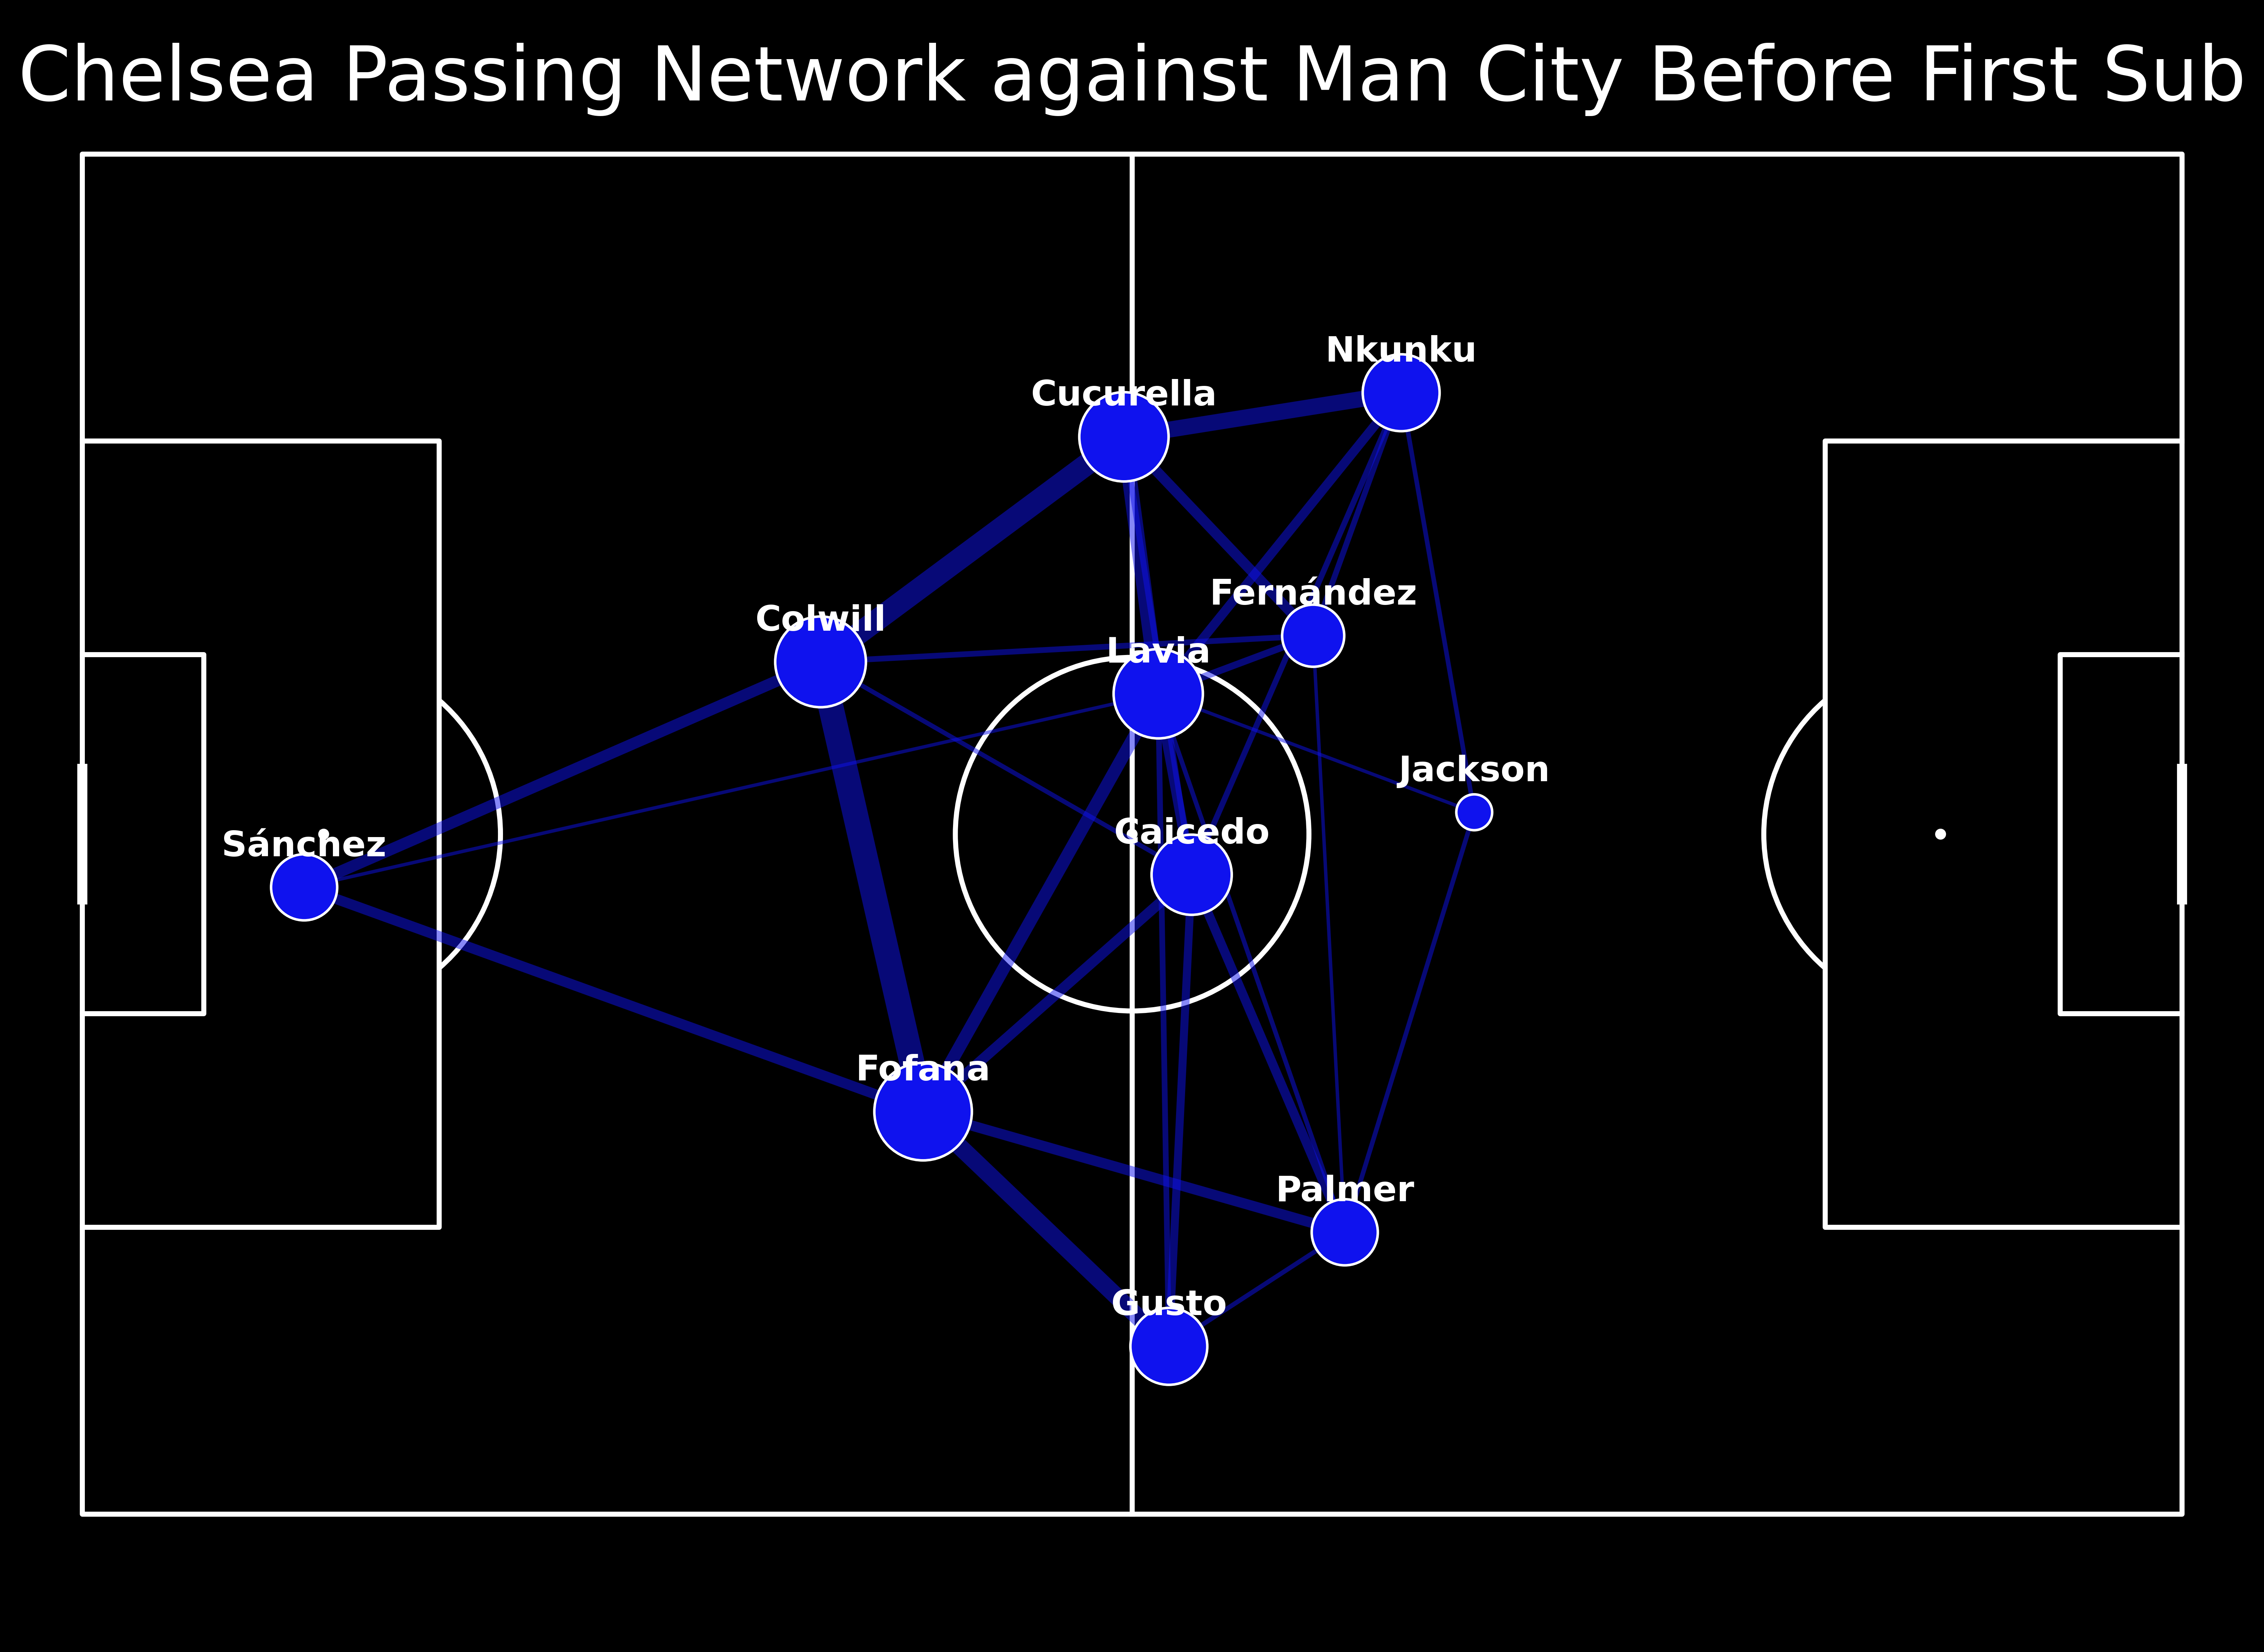 Chelsea Passing Network against Man City Before First Sub
Nkunku
Cucurella
Fernández
Colwill
Lavia
Jackson
Caicedo
Sánchez
Fofana
Palmer
Gusto